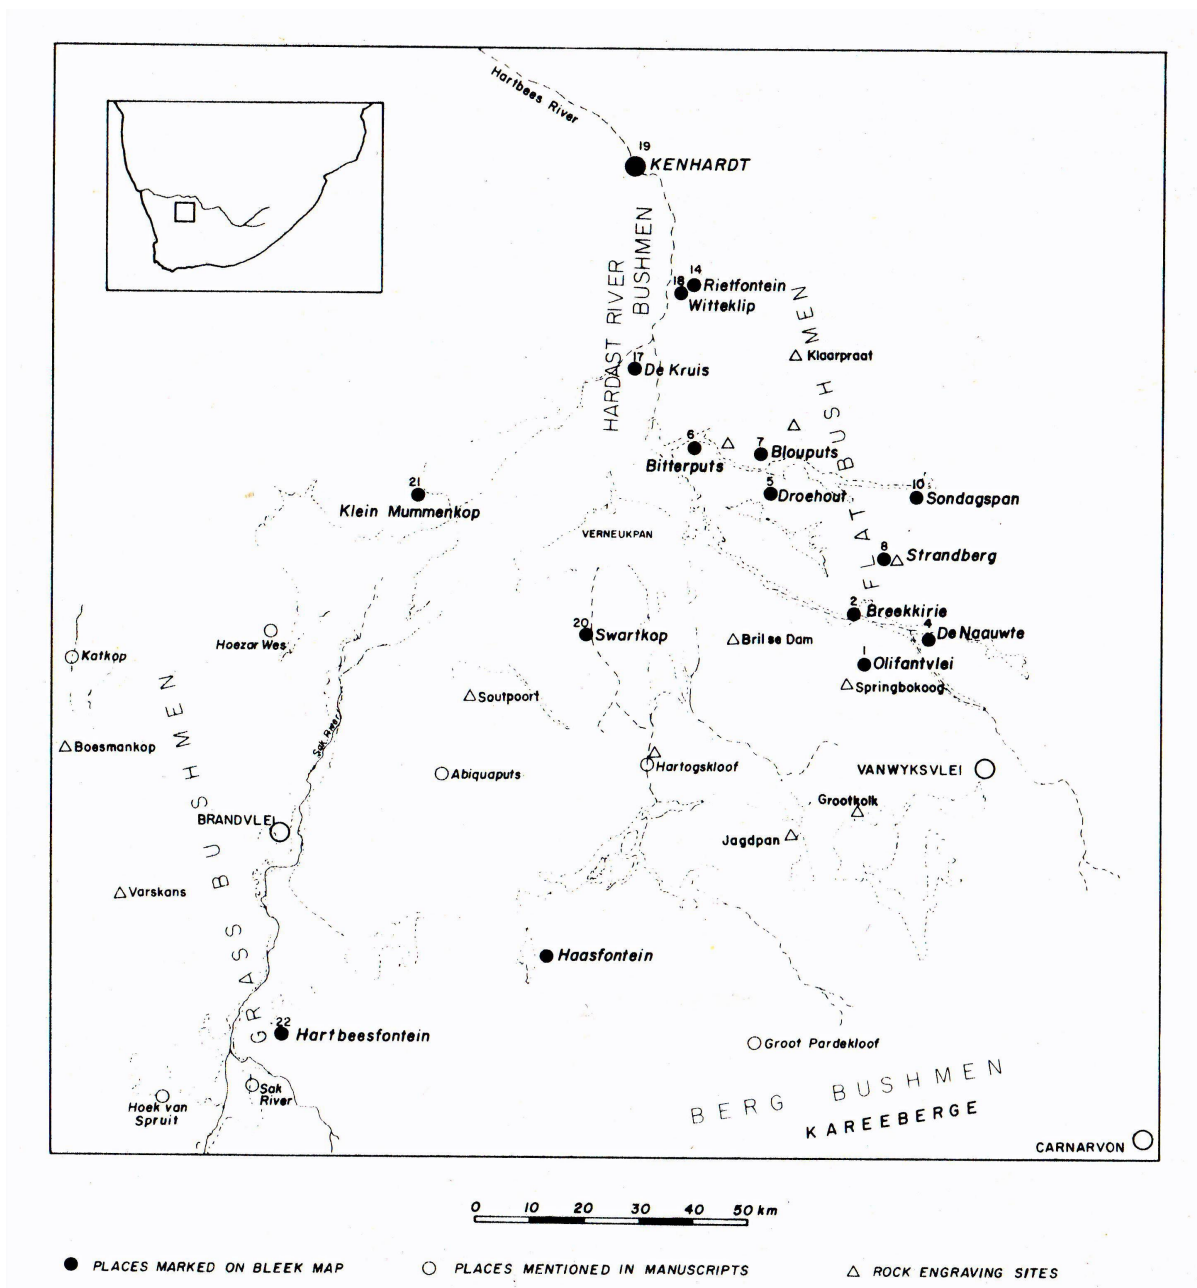 Hartbees River
19
KENHARDT
HARDAST RIVER
BUSHMEN
14
18
Rietfontein
Witteklip
FLAT BUSHMEN
Klaarpraat
17
De Kruis
6
Bitterputs
7
Blouputs
5
Droehout
10
Sondagspan
21
Klein Mummenkop
VERNEUKPAN
8
Strandberg
2
Breekkirie
4
De Naauwte
1
Olifantvlei
20
Swartkop
Brilse Dam
Springbokoog
Hoezar Wes
Katkop
Soutpoort
Sak River
Boesmankop
GRASS BUSHMEN
Abiquaputs
Hartogskloof
VANWYKSVLEI
Grootkolk
Jagdpan
BRANDVLEI
Varskans
Haasfontein
22
Hartbeesfontein
Groot Pardekloof
Sak
River
Hoek van
Spruit
BERG BUSHMEN
KAREEBERGE
CARNARVON
0 10 20 30 40 50 km
PLACES MARKED ON BLEEK MAP
PLACES MENTIONED IN MANUSCRIPTS
ROCK ENGRAVING SITES